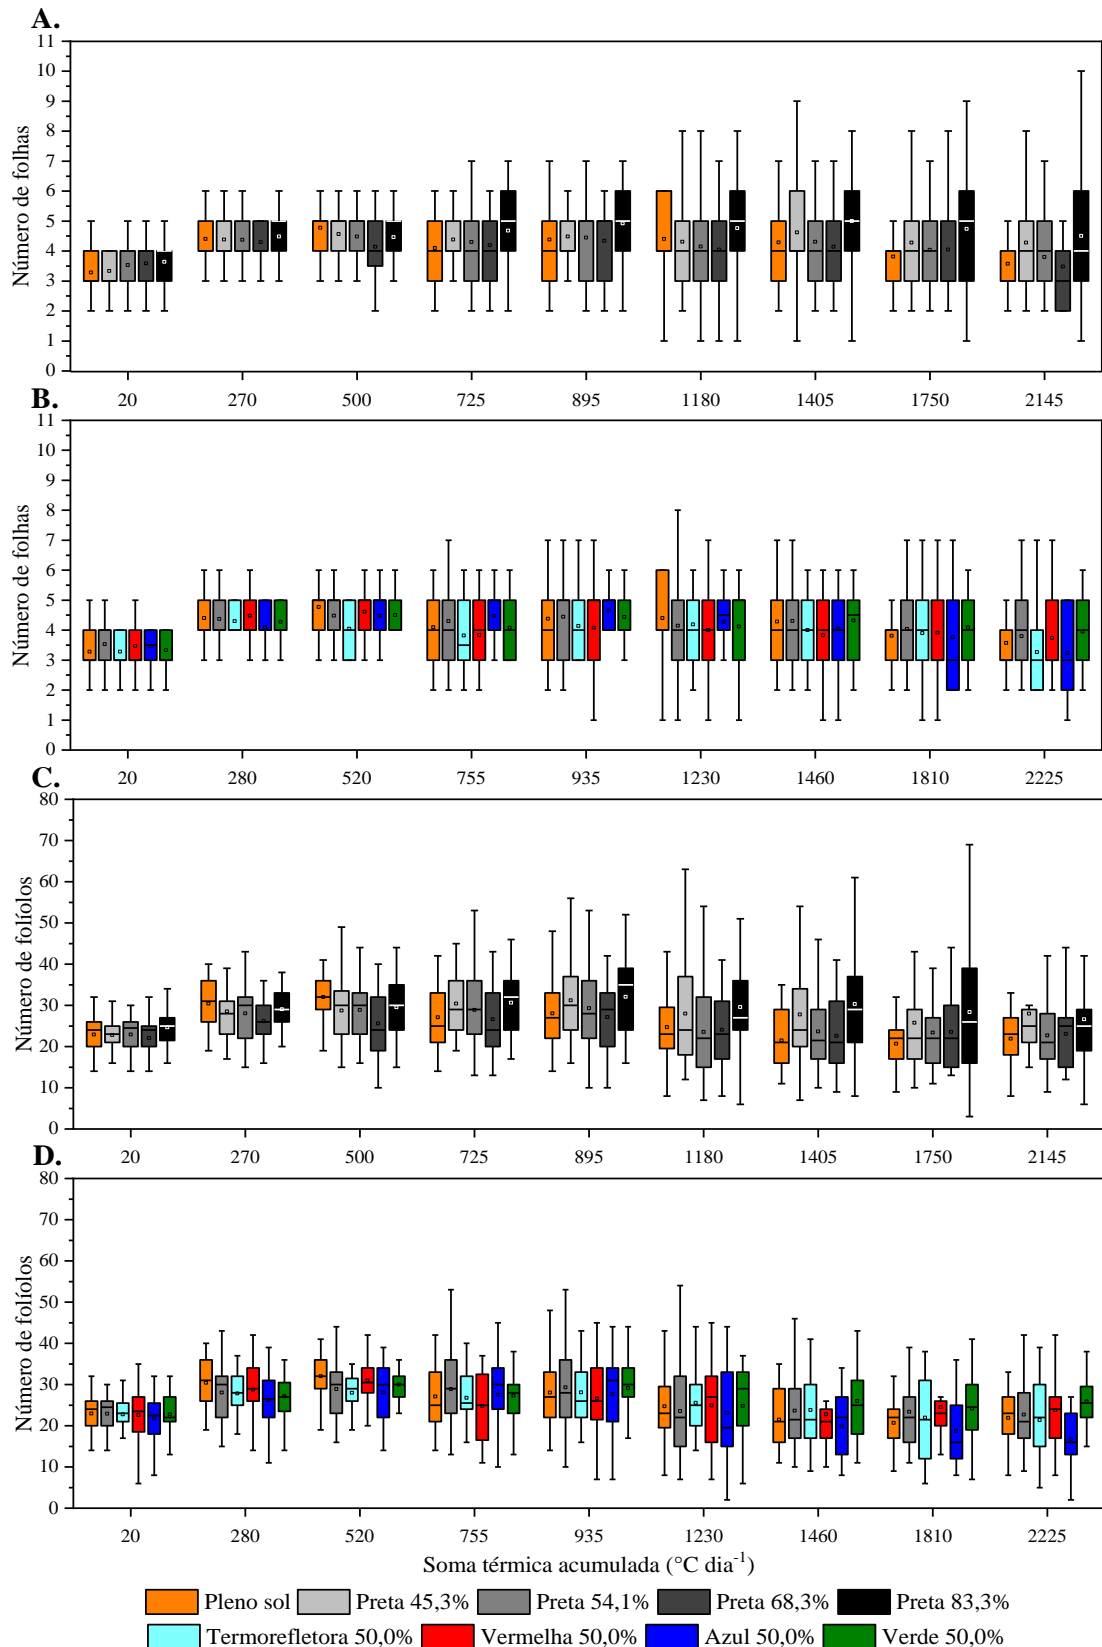 A.
11
10
9
8
7
6
5
4
3
2
1
0
Número de folhas
20 270 500 725 895 1180 1405 1750 2145
B.
11
10
9
8
7
6
5
4
3
2
1
0
Número de folhas
20 280 520 755 935 1230 1460 1810 2225
C.
80
70
60
50
40
30
20
10
0
Número de folíolos
20 270 500 725 895 1180 1405 1750 2145
D.
80
70
60
50
40
30
20
10
0
Número de folíolos
20 280 520 755 935 1230 1460 1810 2225
Soma térmica acumulada (°C dia⁻¹)
Pleno sol Preta 45,3% Preta 54,1% Preta 68,3% Preta 83,3%
Termorefletora 50,0% Vermelha 50,0% Azul 50,0% Verde 50,0%